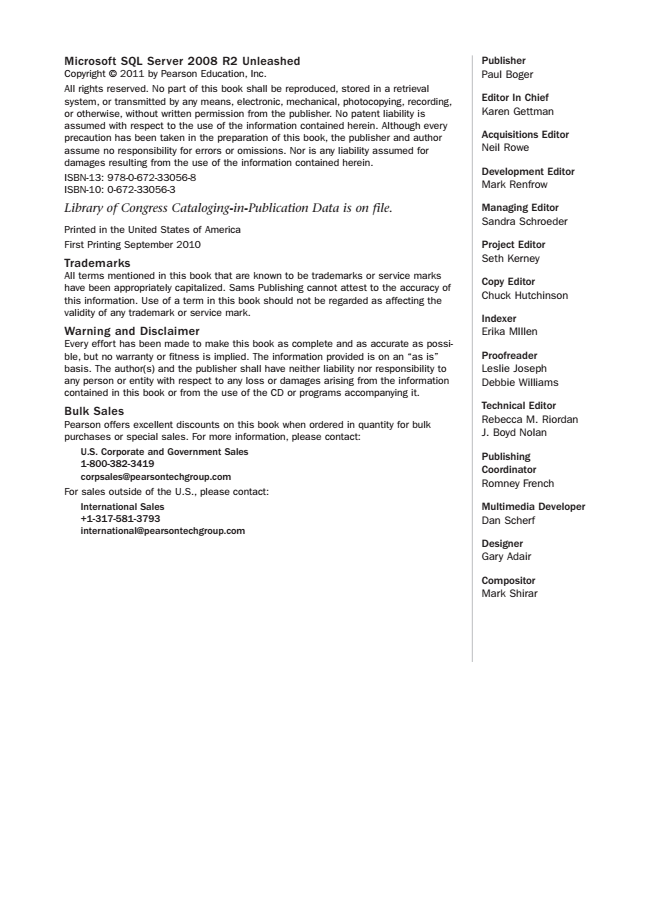 Microsoft SQL Server 2008 R2 Unleashed
Copyright © 2011 by Pearson Education, Inc.
All rights reserved. No part of this book shall be reproduced, stored in a retrieval
system, or transmitted by any means, electronic, mechanical, photocopying, recording,
or otherwise, without written permission from the publisher. No patent liability is
assumed with respect to the use of the information contained herein. Although every
precaution has been taken in the preparation of this book, the publisher and author
assume no responsibility for errors or omissions. Nor is any liability assumed for
damages resulting from the use of the information contained herein.
ISBN-13: 978-0-672-33056-8
ISBN-10: 0-672-33056-3
Library of Congress Cataloging-in-Publication Data is on file.
Printed in the United States of America
First Printing September 2010
Trademarks
All terms mentioned in this book that are known to be trademarks or service marks
have been appropriately capitalized. Sams Publishing cannot attest to the accuracy of
this information. Use of a term in this book should not be regarded as affecting the
validity of any trademark or service mark.
Warning and Disclaimer
Every effort has been made to make this book as complete and as accurate as possi-
ble, but no warranty or fitness is implied. The information provided is on an “as is”
basis. The author(s) and the publisher shall have neither liability nor responsibility to
any person or entity with respect to any loss or damages arising from the information
contained in this book or from the use of the CD or programs accompanying it.
Bulk Sales
Pearson offers excellent discounts on this book when ordered in quantity for bulk
purchases or special sales. For more information, please contact:
U.S. Corporate and Government Sales
1-800-382-3419
corpsales@pearsontechgroup.com
For sales outside of the U.S., please contact:
International Sales
+1-317-581-3793
international@pearsontechgroup.com
Publisher
Paul Boger
Editor In Chief
Karen Gettman
Acquisitions Editor
Neil Rowe
Development Editor
Mark Renfrow
Managing Editor
Sandra Schroeder
Project Editor
Seth Kerney
Copy Editor
Chuck Hutchinson
Indexer
Erika MIllen
Proofreader
Leslie Joseph
Debbie Williams
Technical Editor
Rebecca M. Riordan
J. Boyd Nolan
Publishing
Coordinator
Romney French
Multimedia Developer
Dan Scherf
Designer
Gary Adair
Compositor
Mark Shirar